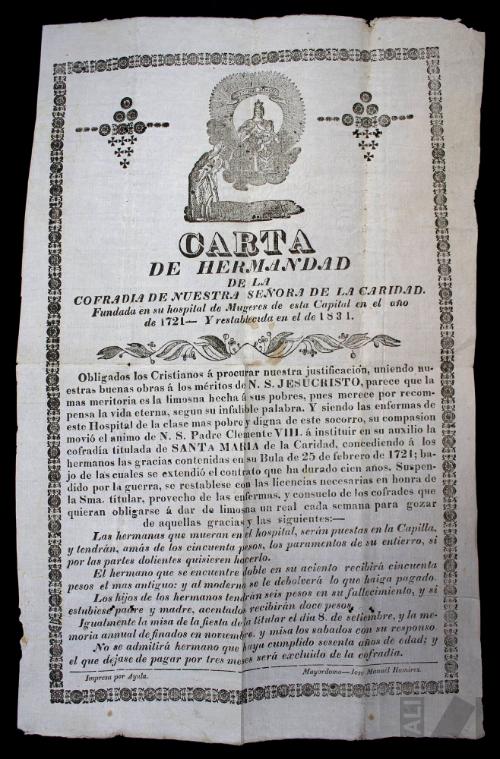 CARTA
DE HERMANDAD
DE LA
COFRADIA DE NUESTRA SEÑORA DE LA CARIDAD.
Fundada en su hospital de Mugeres de esta Capital en el año
de 1721— Y restablecida en el de 1831.
Obligados los Cristianos á procurar nuestra justificacion, uniendo nu-
estras buenas obras á los méritos de N. S. JESUCRISTO, parece que la
mas meritoria es la limosna hecha á sus pobres, pues merece por recom-
pensa la vida eterna, segun su infalible palabra. Y siendo las enfermas de
este Hospital de la clase mas pobre y digna de este socorro, su compasion
movió el animo de N. S. Padre Clemente VIII. á instituir en su ausilio la
cofradía titulada de SANTA MARIA de la Caridad, concediendo á los
hermanos las gracias contenidas en su Bula de 25 de febrero de 1721; ba-
jo de las cuales se extendió el contrato que ha durado cien años. Suspen-
dido por la guerra, se restablese con las licencias necesarias en honra de
la Sma. titular, provecho de las enfermas, y consuelo de los cofrades que
quieran obligarse á dar de limosna un real cada semana para gozar
de aquellas gracias y las siguientes:—
Las hermanas que mueran en el hospital, serán puestas en la Capilla,
y tendrán, amás de los cincuenta pesos, los paramentos de su entierro, si
por las partes dolientes quisieren hacerlo.
El hermano que se encuentre doble en su aciento recibirá cincuenta
pesos el mas antiguo: y al moderno se le debolverá lo que haiga pagado.
Los hijos de los hermanos tendrán seis pesos en su fallecimiento, y si
estubiese padre y madre, acentados recibirán doce pesos.
Igualmente la misa de la fiesta de la titular el dia 8. de setiembre, y la me-
moria annual de finados en noviembre. y misa los sabados con su responso.
No se admitirá hermano que haya cumplido sesenta años de edad; y
el que dejase de pagar por tres meses será excluido de la cofradia.
Impresa por Ayala. Mayordomo—Jose Manuel Ramirez.